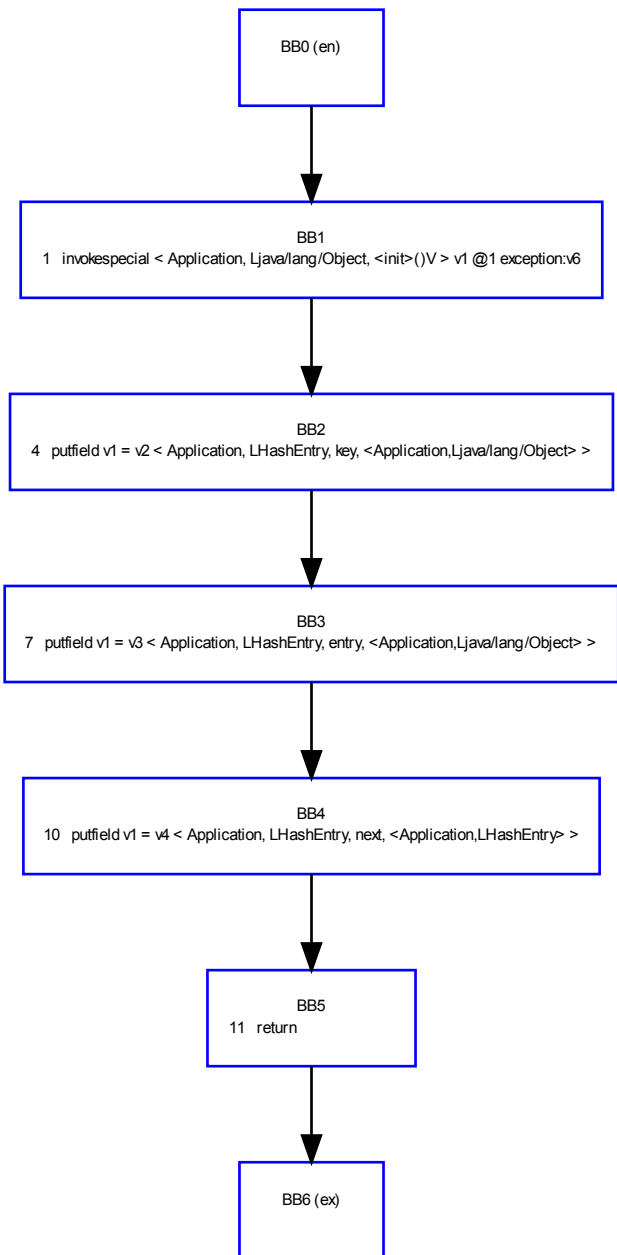 BB0 (en)
BB1
1 invokespecial < Application, Ljava/lang/Object, <init>()V > v1 @1 exception:v6
BB2
4 putfield v1 = v2 < Application, LHashEntry, key, <Application,Ljava/lang/Object> >
BB3
7 putfield v1 = v3 < Application, LHashEntry, entry, <Application,Ljava/lang/Object> >
BB4
10 putfield v1 = v4 < Application, LHashEntry, next, <Application,LHashEntry> >
BB5
11 return
BB6 (ex)